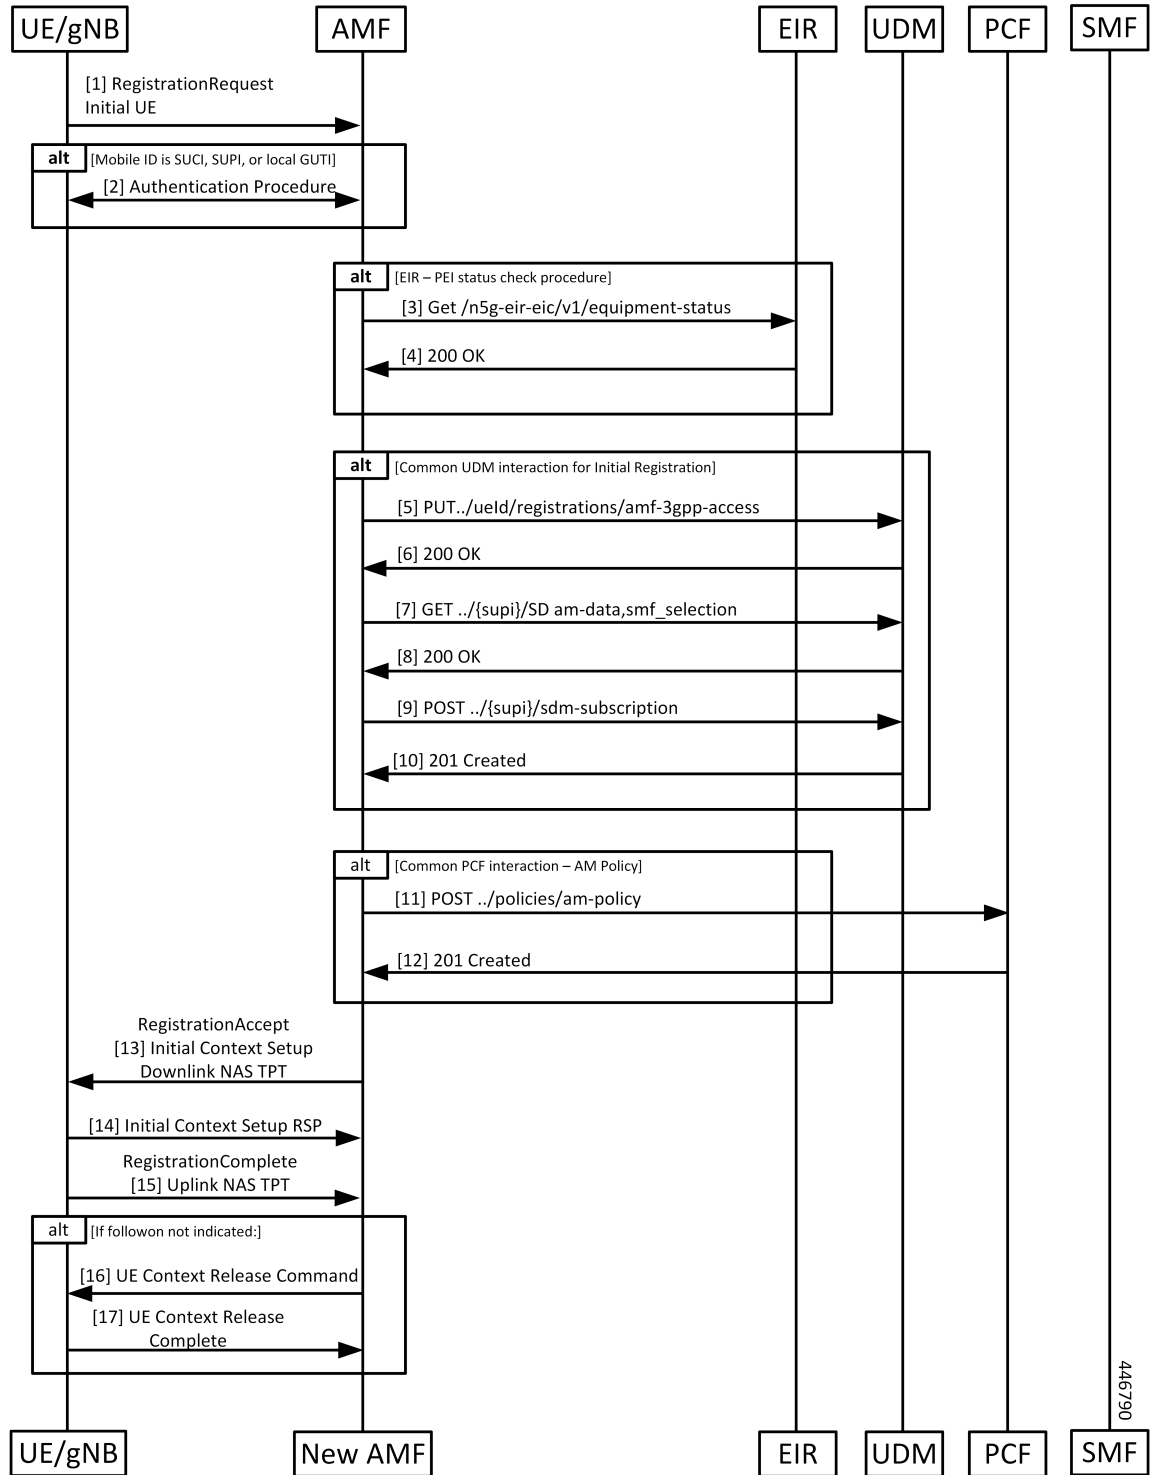 UE/gNB
AMF
EIR
UDM
PCF
SMF
[1] RegistrationRequest
Initial UE
alt
[Mobile ID is SUCI, SUPI, or local GUTI]
[2] Authentication Procedure
alt
[EIR – PEI status check procedure]
[3] Get /n5g-eir-eic/v1/equipment-status
[4] 200 OK
alt
[Common UDM interaction for Initial Registration]
[5] PUT../ueId/registrations/amf-3gpp-access
[6] 200 OK
[7] GET ../{supi}/SD am-data,smf_selection
[8] 200 OK
[9] POST ../{supi}/sdm-subscription
[10] 201 Created
alt
[Common PCF interaction – AM Policy]
[11] POST ../policies/am-policy
[12] 201 Created
RegistrationAccept
[13] Initial Context Setup
Downlink NAS TPT
[14] Initial Context Setup RSP
RegistrationComplete
[15] Uplink NAS TPT
alt
[If followon not indicated:]
[16] UE Context Release Command
[17] UE Context Release
Complete
446790
UE/gNB
New AMF
EIR
UDM
PCF
SMF